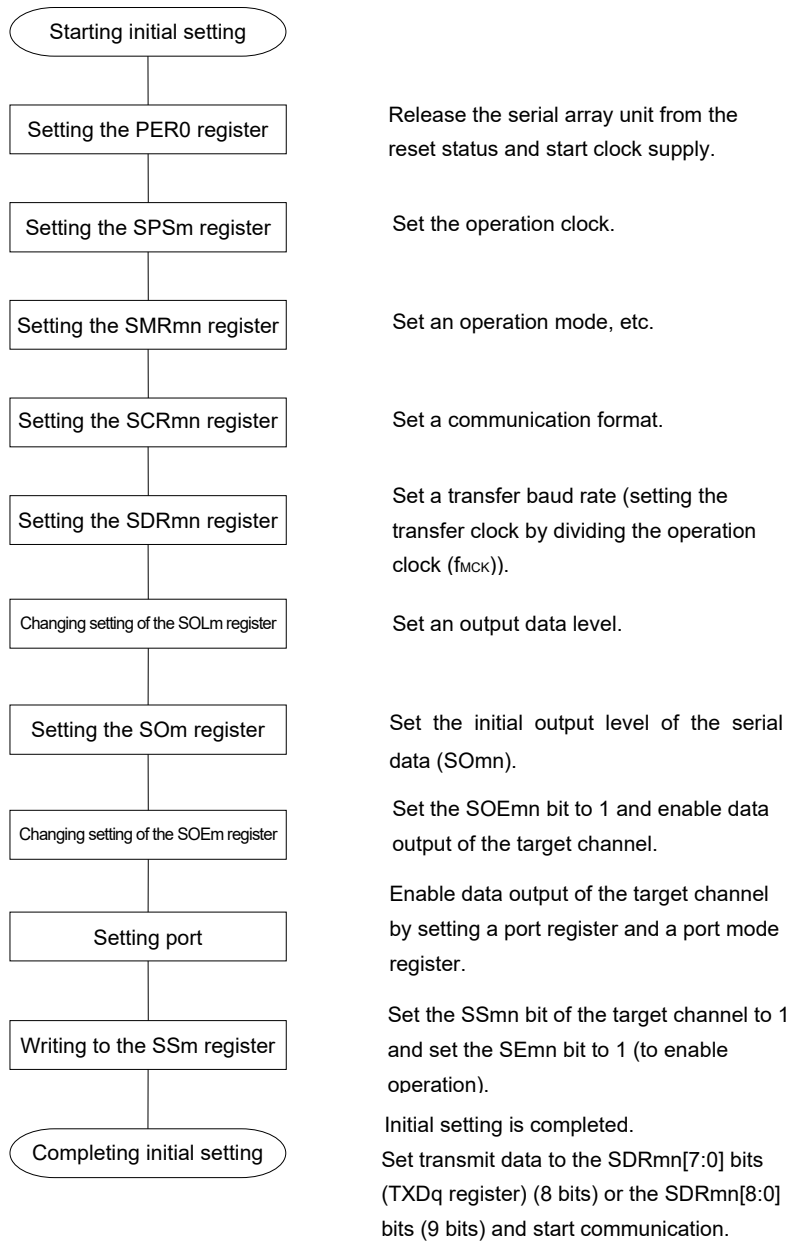 Starting initial setting
Setting the PER0 register
Release the serial array unit from the
reset status and start clock supply.
Setting the SPSm register
Set the operation clock.
Setting the SMRmn register
Set an operation mode, etc.
Setting the SCRmn register
Set a communication format.
Setting the SDRmn register
Set a transfer baud rate (setting the
transfer clock by dividing the operation
clock (fMCK)).
Changing setting of the SOLm register
Set an output data level.
Setting the SOm register
Set the initial output level of the serial
data (SOmn).
Changing setting of the SOEm register
Set the SOEmn bit to 1 and enable data
output of the target channel.
Setting port
Enable data output of the target channel
by setting a port register and a port mode
register.
Writing to the SSm register
Set the SSmn bit of the target channel to 1
and set the SEmn bit to 1 (to enable
operation).
Completing initial setting
Initial setting is completed.
Set transmit data to the SDRmn[7:0] bits
(TXDq register) (8 bits) or the SDRmn[8:0]
bits (9 bits) and start communication.